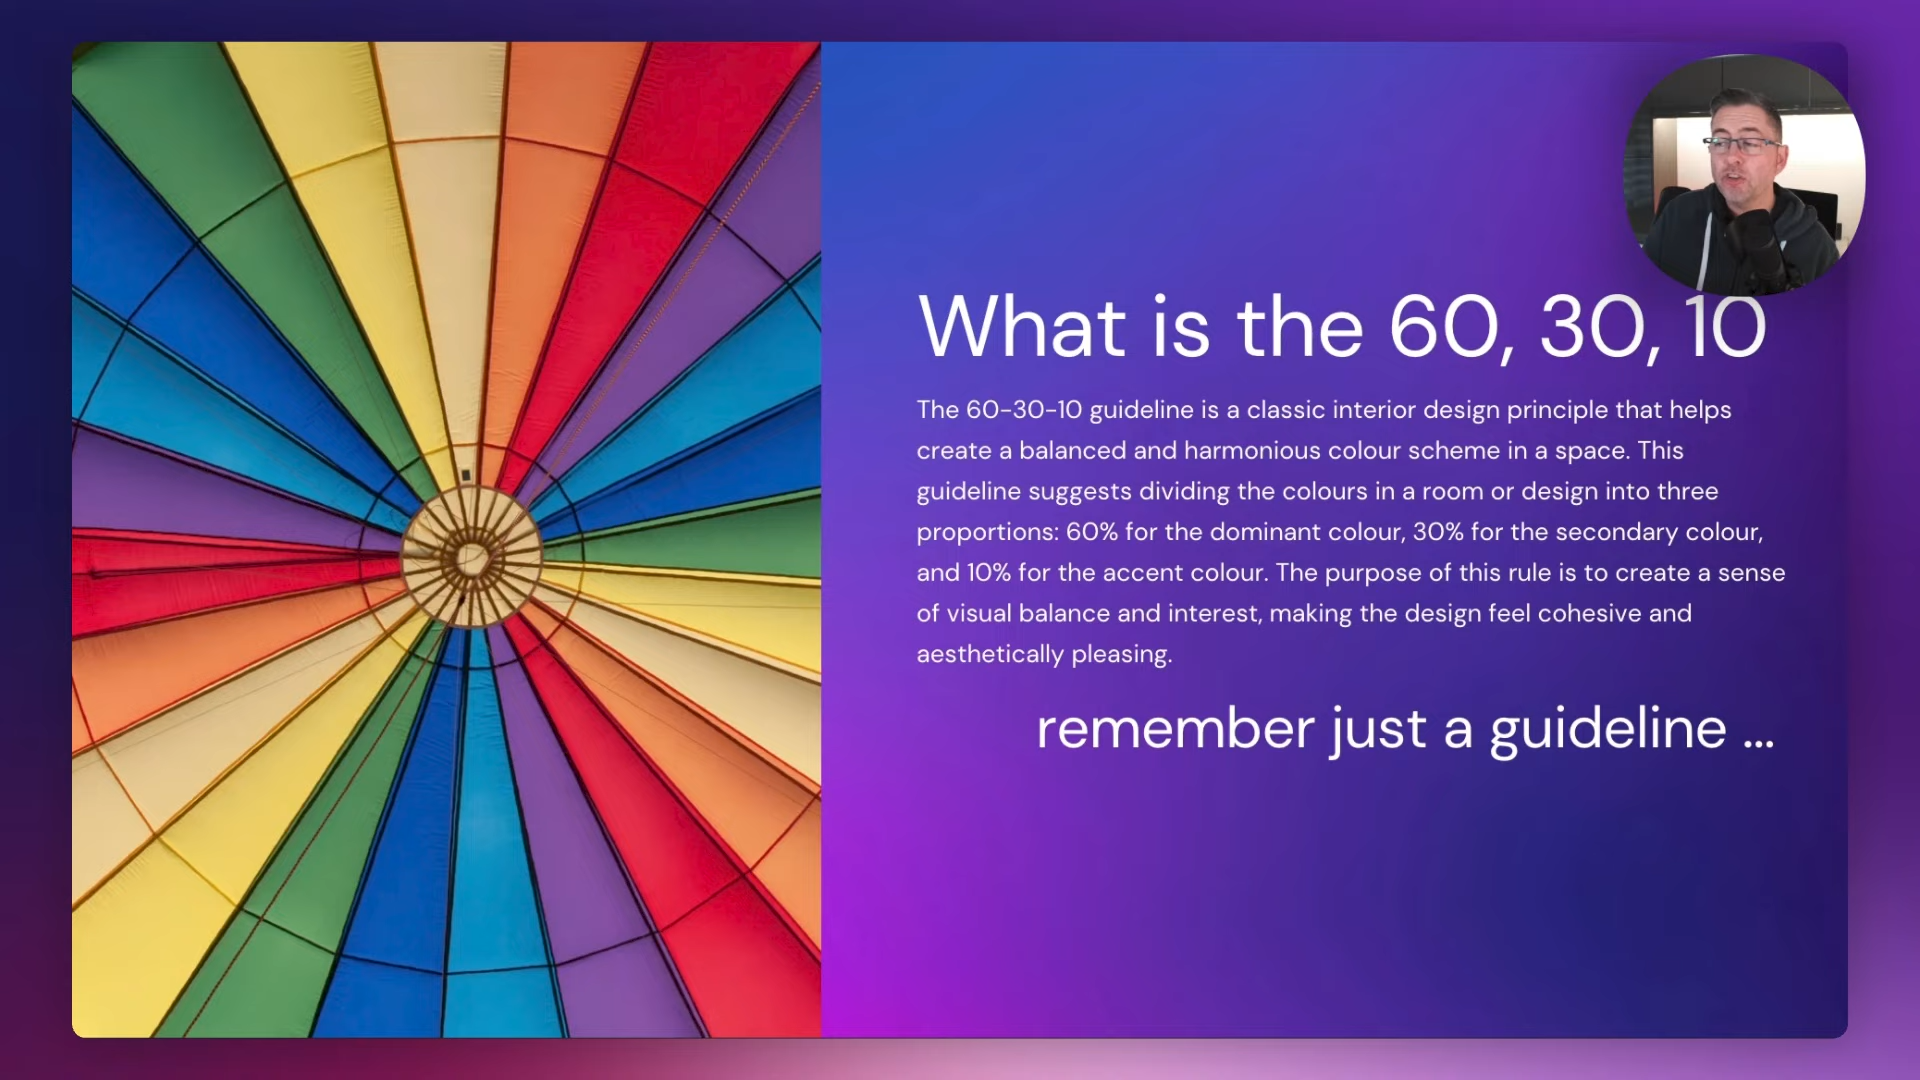 What is the 60, 30, 10
The 60-30-10 guideline is a classic interior design principle that helps
create a balanced and harmonious colour scheme in a space. This
guideline suggests dividing the colours in a room or design into three
proportions: 60% for the dominant colour, 30% for the secondary colour,
and 10% for the accent colour. The purpose of this rule is to create a sense
of visual balance and interest, making the design feel cohesive and
aesthetically pleasing.
remember just a guideline ...